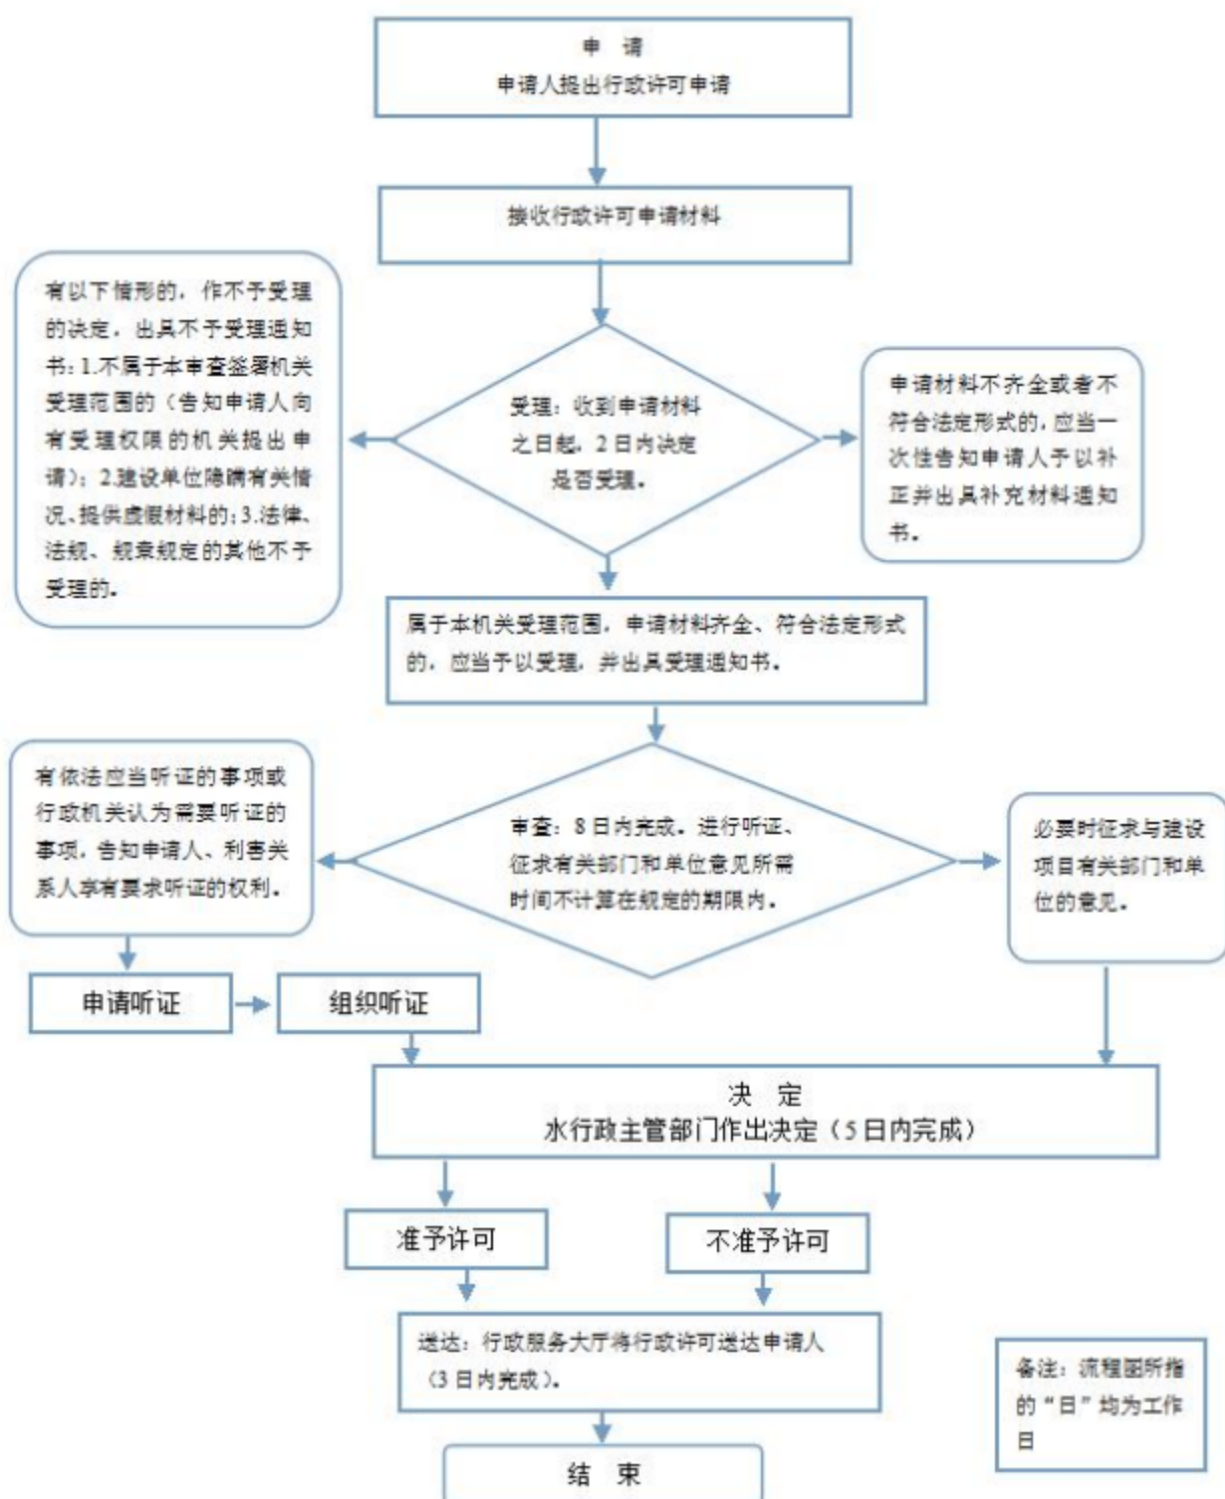 申 请
申请人提出行政许可申请
接收行政许可申请材料
有以下情形的，作不予受理
的决定，出具不予受理通知
书：1.不属于本审查签署机关
受理范围的（告知申请人向
有受理权限的机关提出申
请）；2.建设单位隐瞒有关情
况、提供虚假材料的；3.法律、
法规、规章规定的其他不予
受理的。
受理：收到申请材料
之日起，2日内决定
是否受理。
申请材料不齐全或者不
符合法定形式的，应当一
次性告知申请人予以补
正并出具补充材料通知
书。
属于本机关受理范围，申请材料齐全、符合法定形式
的，应当予以受理，并出具受理通知书。
有依法应当听证的事项或
行政机关认为需要听证的
事项，告知申请人、利害关
系人享有要求听证的权利。
审查：8日内完成。进行听证、
征求有关部门和单位意见所需
时间不计算在规定的期限内。
必要时征求与建设
项目有关部门和单
位的意见。
申请听证
组织听证
决 定
水行政主管部门作出决定（5日内完成）
准予许可
不准予许可
送达：行政服务大厅将行政许可送达申请人
（3日内完成）。
备注：流程图所指
的“日”均为工作
日
结 束